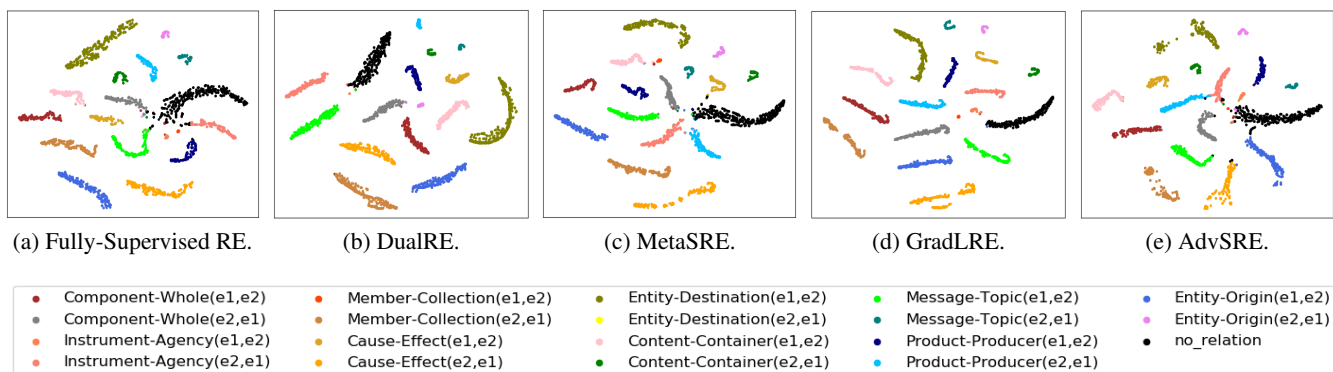 (a) Fully-Supervised RE. (b) DualRE. (c) MetaSRE. (d) GradLRE. (e) AdvSRE.
Component-Whole(e1,e2) Member-Collection(e1,e2) Entity-Destination(e1,e2) Message-Topic(e1,e2) Entity-Origin(e1,e2)
Component-Whole(e2,e1) Member-Collection(e2,e1) Entity-Destination(e2,e1) Message-Topic(e2,e1) Entity-Origin(e2,e1)
Instrument-Agency(e1,e2) Cause-Effect(e1,e2) Content-Container(e1,e2) Product-Producer(e1,e2) no_relation
Instrument-Agency(e2,e1) Cause-Effect(e2,e1) Content-Container(e2,e1) Product-Producer(e2,e1)